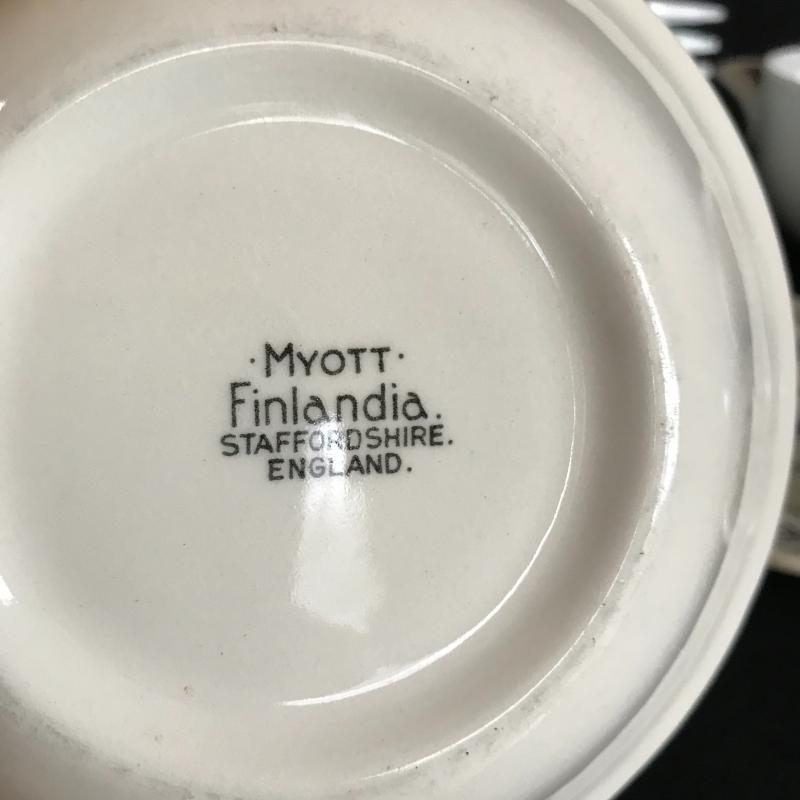 ·MYOTT·
Finlandia.
STAFFORDSHIRE.
ENGLAND.